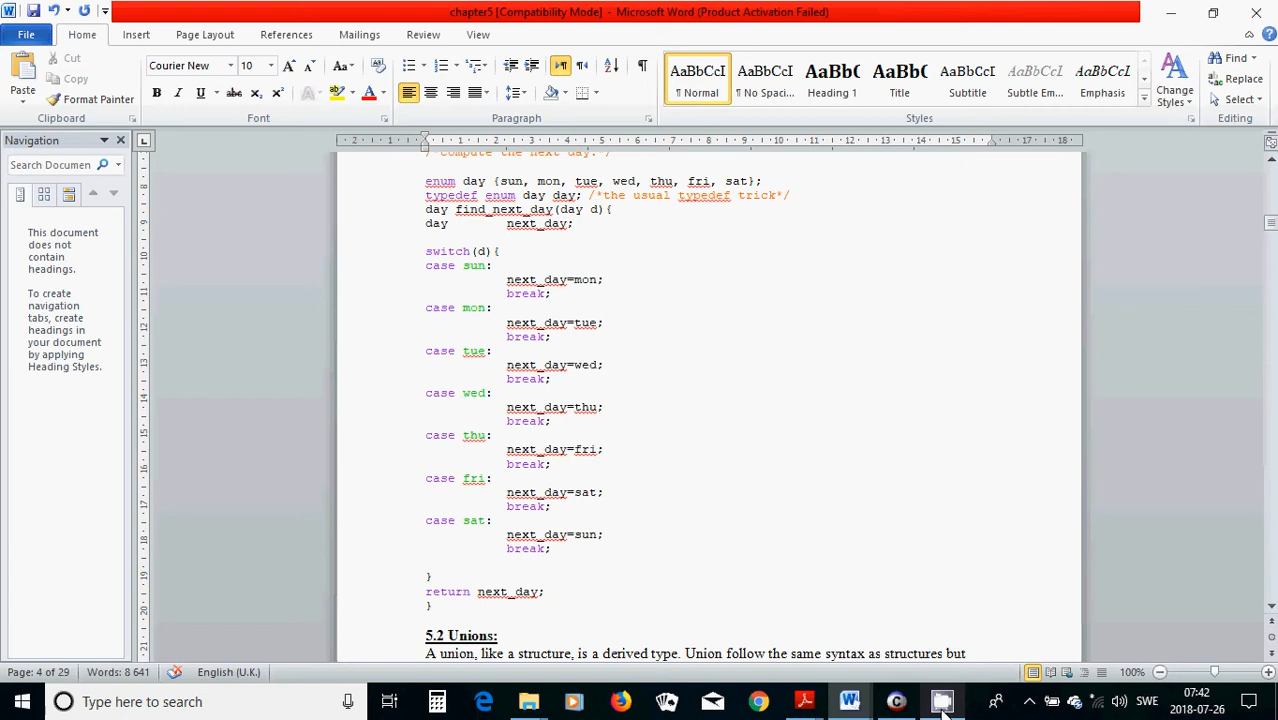 chapter5 [Compatibility Mode] - Microsoft Word (Product Activation Failed)
File Home Insert Page Layout References Mailings Review View
Paste
Cut
Copy
Format Painter
Clipboard
Courier New 10
Font
Paragraph
AaBbCcI
¶ Normal
AaBbCcI
¶ No Spaci...
AaBbC
Heading 1
AaBbC
Title
AaBbCcI
Subtitle
AaBbCcI
Subtle Em...
AaBbCcI
Emphasis
Change
Styles
Styles
Find
Replace
Select
Editing
Navigation
Search Documen
This document
does not
contain
headings.
To create
navigation
tabs, create
headings in
your document
by applying
Heading Styles.
/*compute the next day.*/
enum day {sun, mon, tue, wed, thu, fri, sat};
typedef enum day day; /*the usual typedef trick*/
day find_next_day(day d){
day next_day;
switch(d){
case sun:
next_day=mon;
break;
case mon:
next_day=tue;
break;
case tue:
next_day=wed;
break;
case wed:
next_day=thu;
break;
case thu:
next_day=fri;
break;
case fri:
next_day=sat;
break;
case sat:
next_day=sun;
break;
}
return next_day;
}
5.2 Unions:
A union, like a structure, is a derived type. Union follow the same syntax as structures but
Page: 4 of 29 Words: 8 641 English (U.K.) 100%
Type here to search
SWE
07:42
2018-07-26